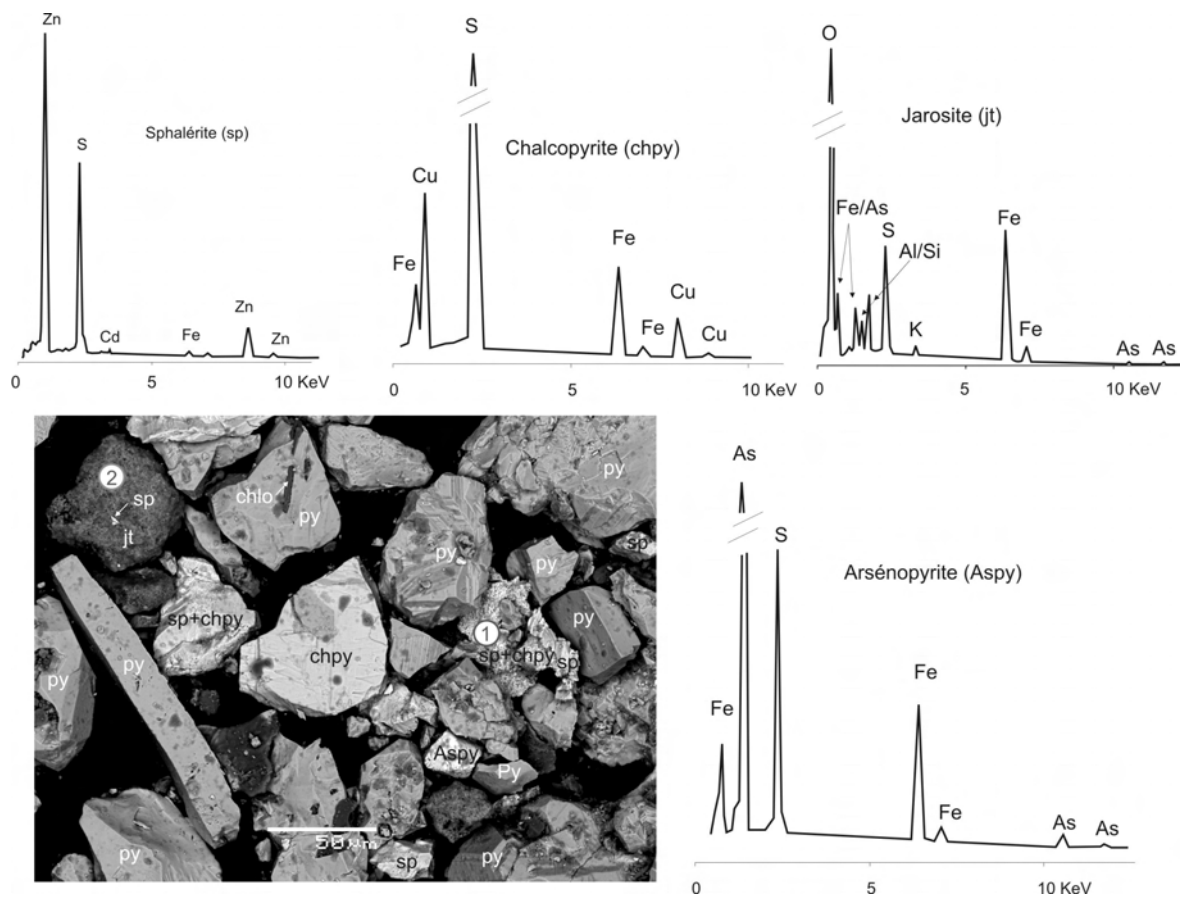 Zn
S
Sphalérite (sp)
Cd
Fe
Zn
Zn
0
5
10 KeV
S
Chalcopyrite (chpy)
Cu
Fe
Fe
Fe
Cu
Cu
0
5
10 KeV
O
Jarosite (jt)
Fe/As
S
Al/Si
K
Fe
Fe
As
As
0
5
10 KeV
2
sp
jt
chlo
py
py
py
sp
py
sp+chpy
chpy
1
sp+chpy
sp
py
py
py
Aspy
Py
50 µm
sp
py
py
As
S
Arsénopyrite (Aspy)
Fe
Fe
Fe
As
As
0
5
10 KeV